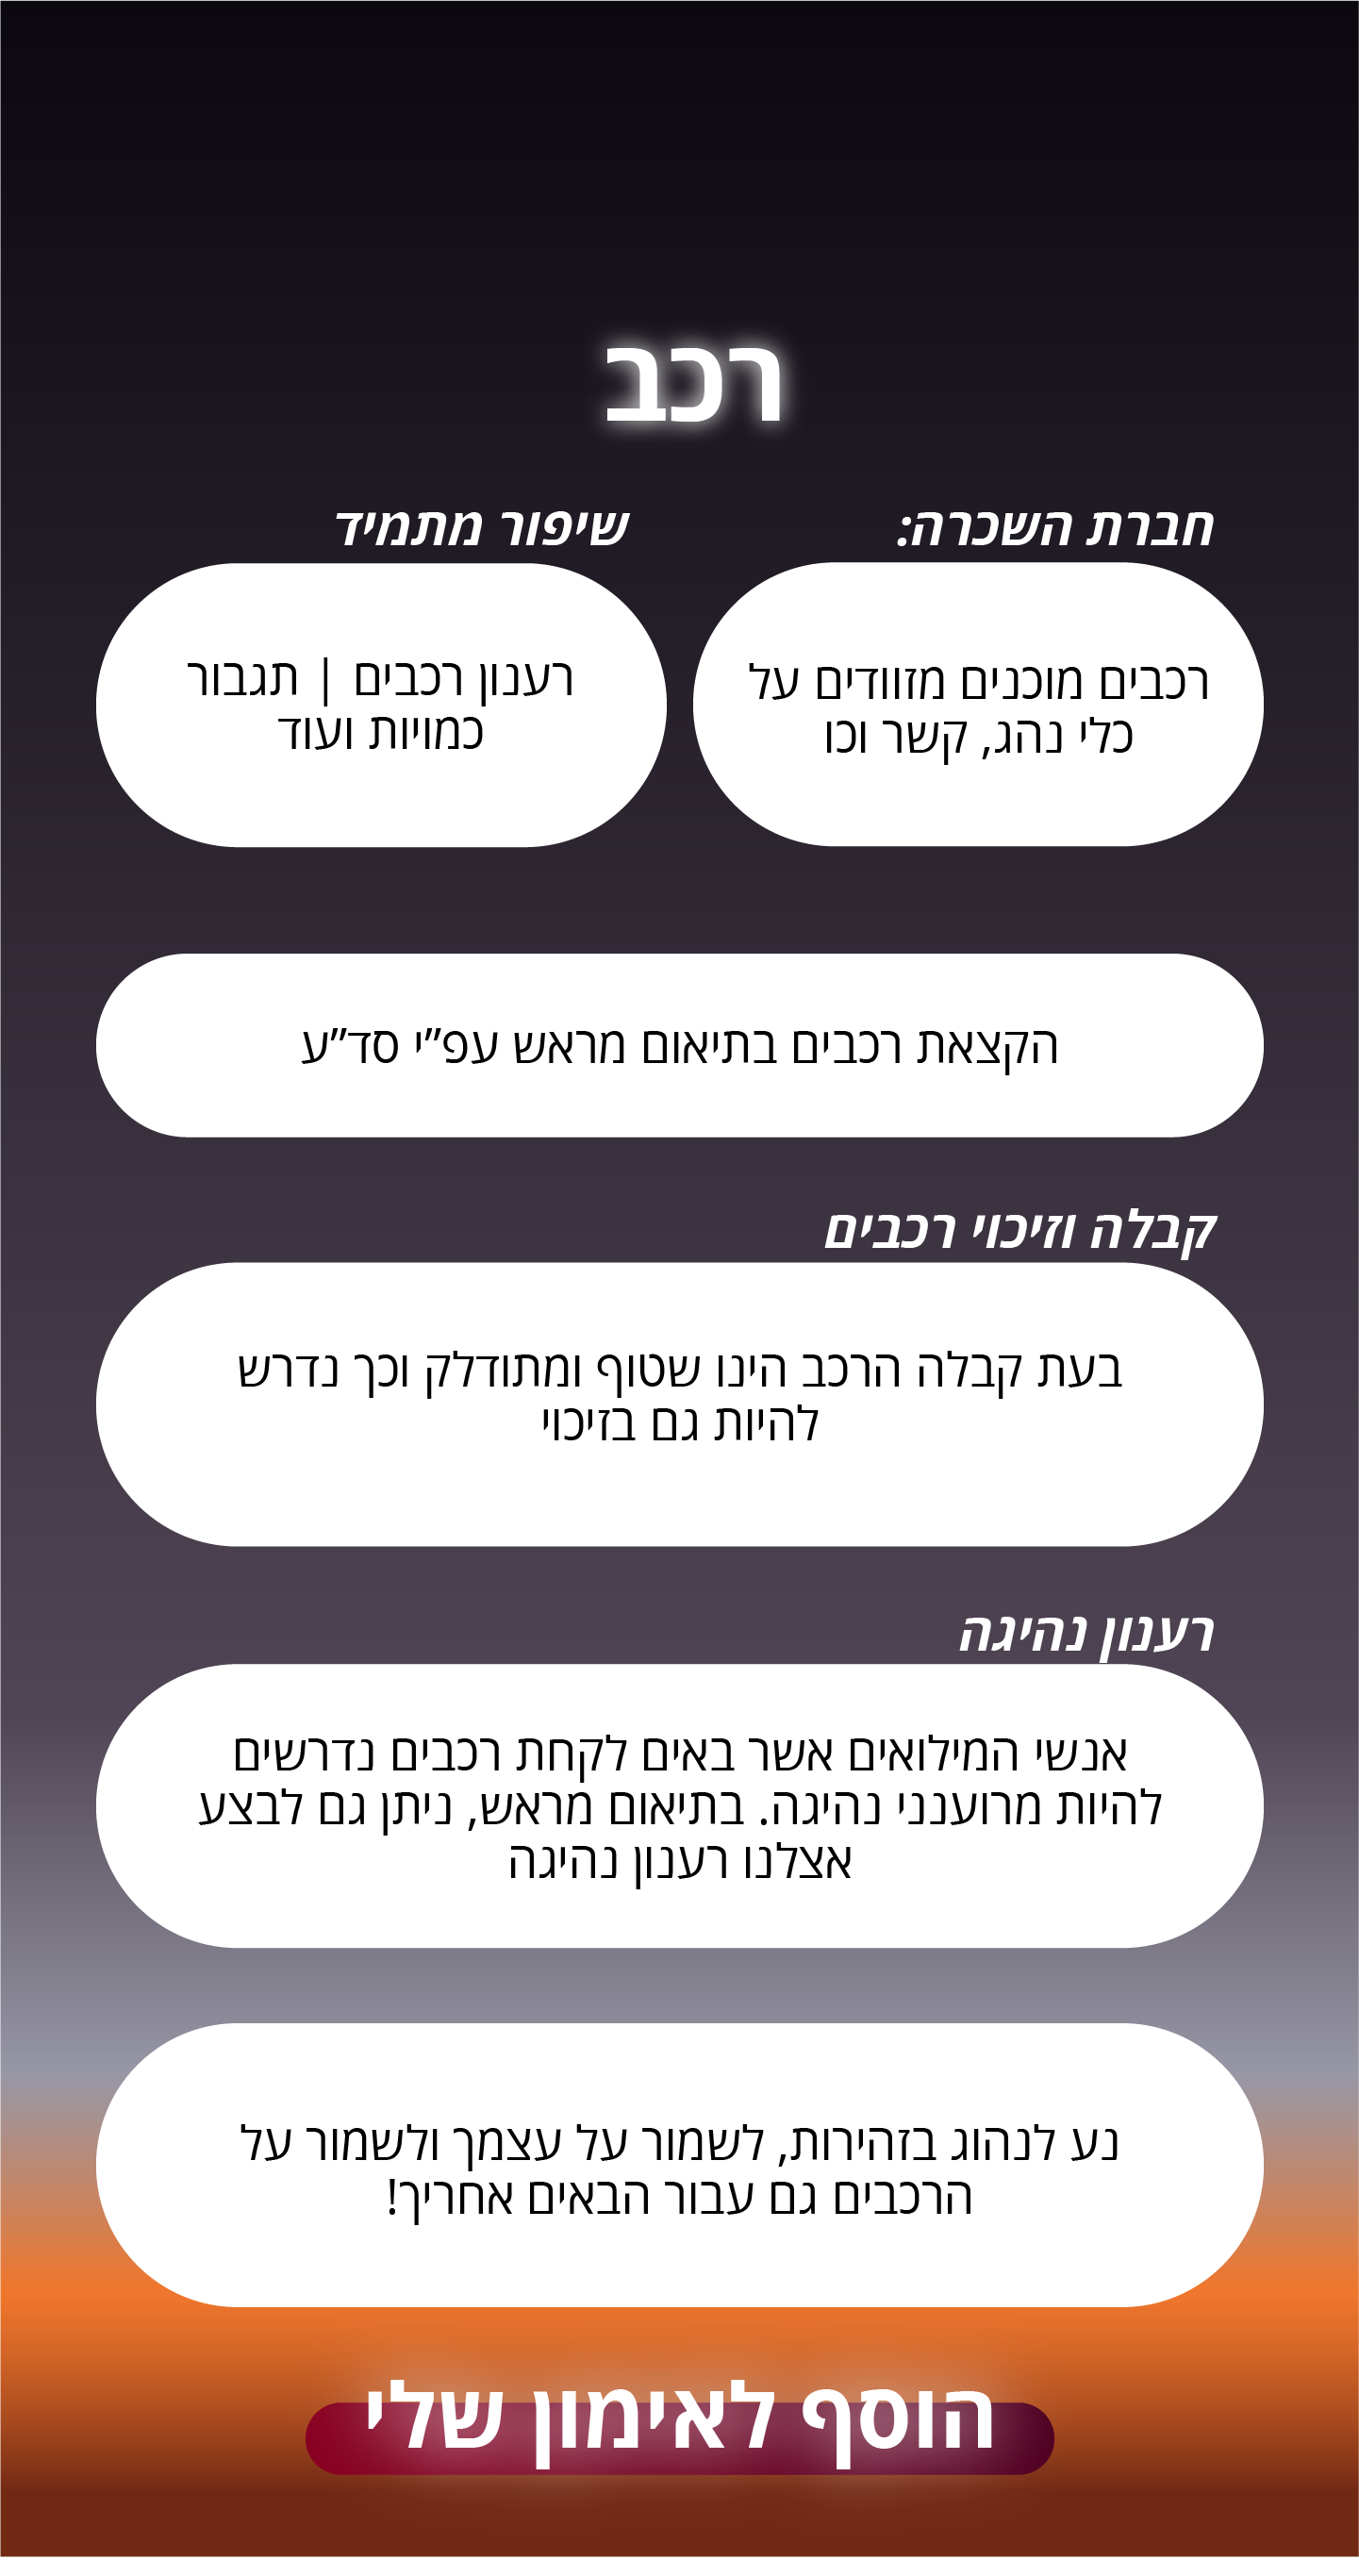 רכב
חברת השכרה:
רכבים מוכנים מזוודים על
כלי נהג, קשר וכו
שיפור מתמיד
רענון רכבים | תגבור
כמויות ועוד
הקצאת רכבים בתיאום מראש עפ״י סד״ע
קבלה וזיכוי רכבים
בעת קבלה הרכב הינו שטוף ומתודלק וכך נדרש
להיות גם בזיכוי
רענון נהיגה
אנשי המילואים אשר באים לקחת רכבים נדרשים
להיות מרוענני נהיגה. בתיאום מראש, ניתן גם לבצע
אצלנו רענון נהיגה
נע לנהוג בזהירות, לשמור על עצמך ולשמור על
הרכבים גם עבור הבאים אחריך!
הוסף לאימון שלי